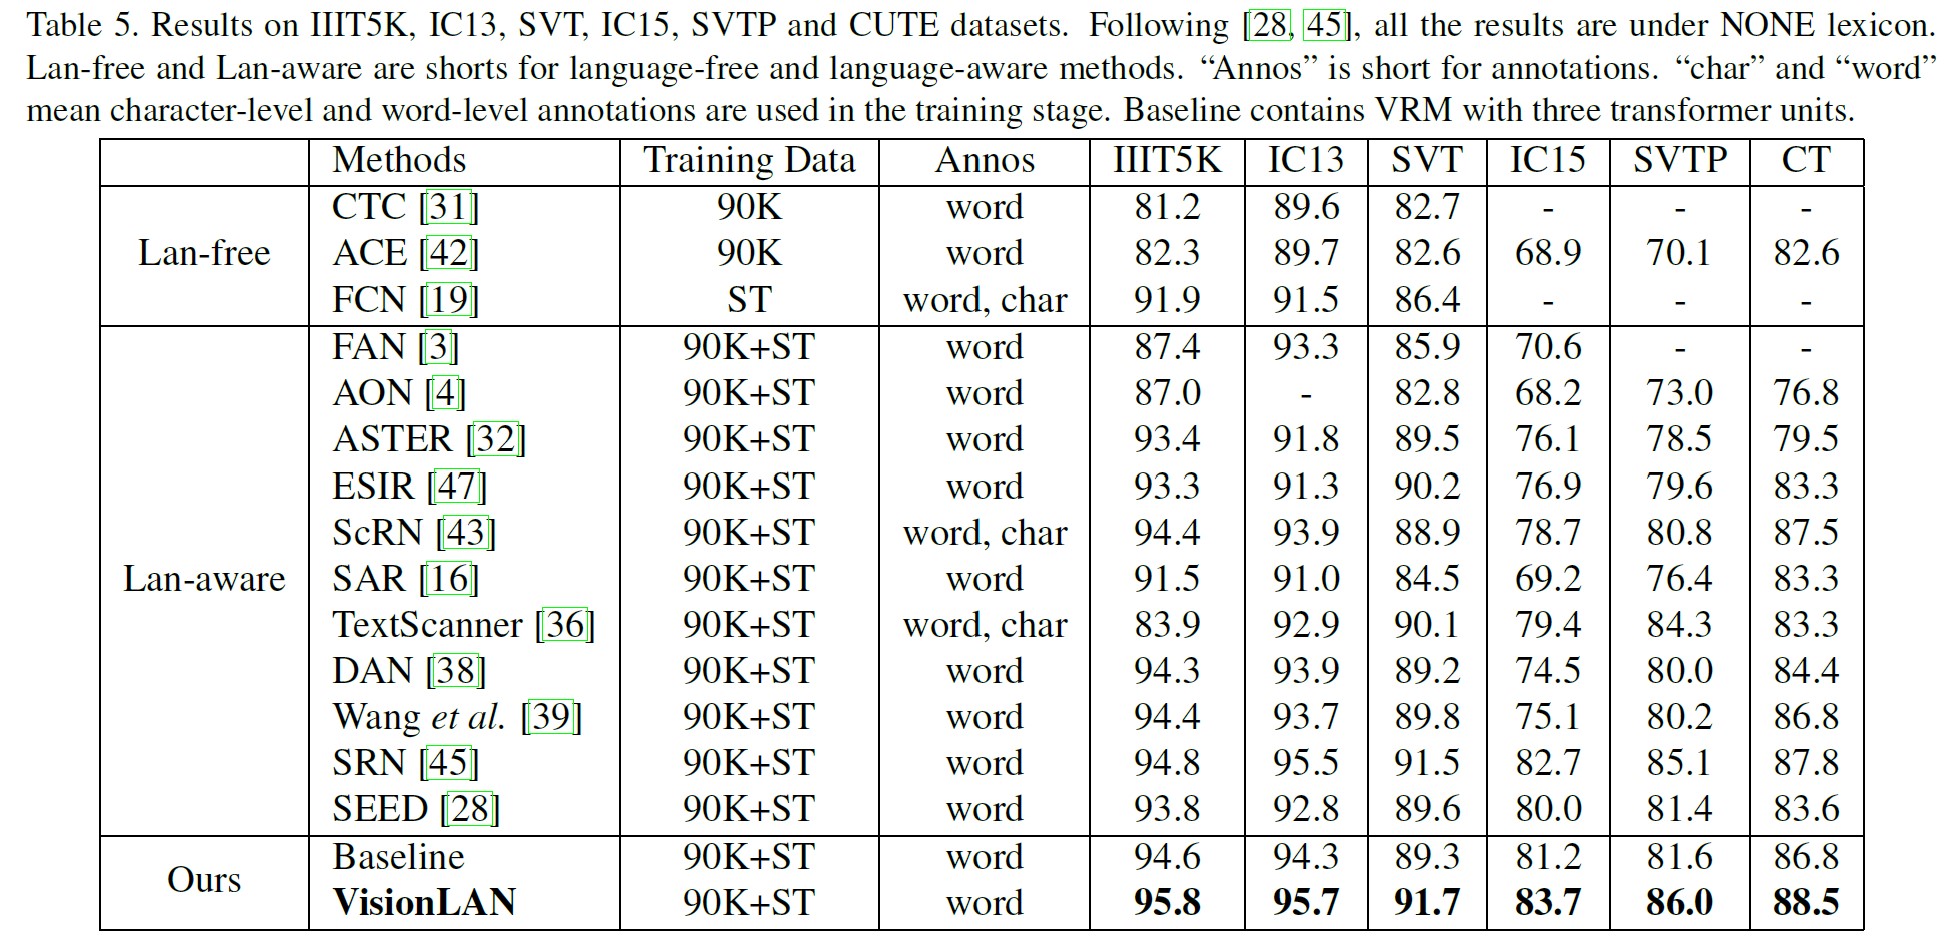 Table 5. Results on IIIT5K, IC13, SVT, IC15, SVTP and CUTE datasets. Following [28, 45], all the results are under NONE lexicon.
Lan-free and Lan-aware are shorts for language-free and language-aware methods. “Annos” is short for annotations. “char” and “word”
mean character-level and word-level annotations are used in the training stage. Baseline contains VRM with three transformer units.
Methods Training Data Annos IIIT5K IC13 SVT IC15 SVTP CT
CTC [31] 90K word 81.2 89.6 82.7 - - -
Lan-free ACE [42] 90K word 82.3 89.7 82.6 68.9 70.1 82.6
FCN [19] ST word, char 91.9 91.5 86.4 - - -
FAN [3] 90K+ST word 87.4 93.3 85.9 70.6 - -
AON [4] 90K+ST word 87.0 - 82.8 68.2 73.0 76.8
ASTER [32] 90K+ST word 93.4 91.8 89.5 76.1 78.5 79.5
ESIR [47] 90K+ST word 93.3 91.3 90.2 76.9 79.6 83.3
ScRN [43] 90K+ST word, char 94.4 93.9 88.9 78.7 80.8 87.5
Lan-aware SAR [16] 90K+ST word 91.5 91.0 84.5 69.2 76.4 83.3
TextScanner [36] 90K+ST word, char 83.9 92.9 90.1 79.4 84.3 83.3
DAN [38] 90K+ST word 94.3 93.9 89.2 74.5 80.0 84.4
Wang et al. [39] 90K+ST word 94.4 93.7 89.8 75.1 80.2 86.8
SRN [45] 90K+ST word 94.8 95.5 91.5 82.7 85.1 87.8
SEED [28] 90K+ST word 93.8 92.8 89.6 80.0 81.4 83.6
Ours Baseline 90K+ST word 94.6 94.3 89.3 81.2 81.6 86.8
VisionLAN 90K+ST word 95.8 95.7 91.7 83.7 86.0 88.5